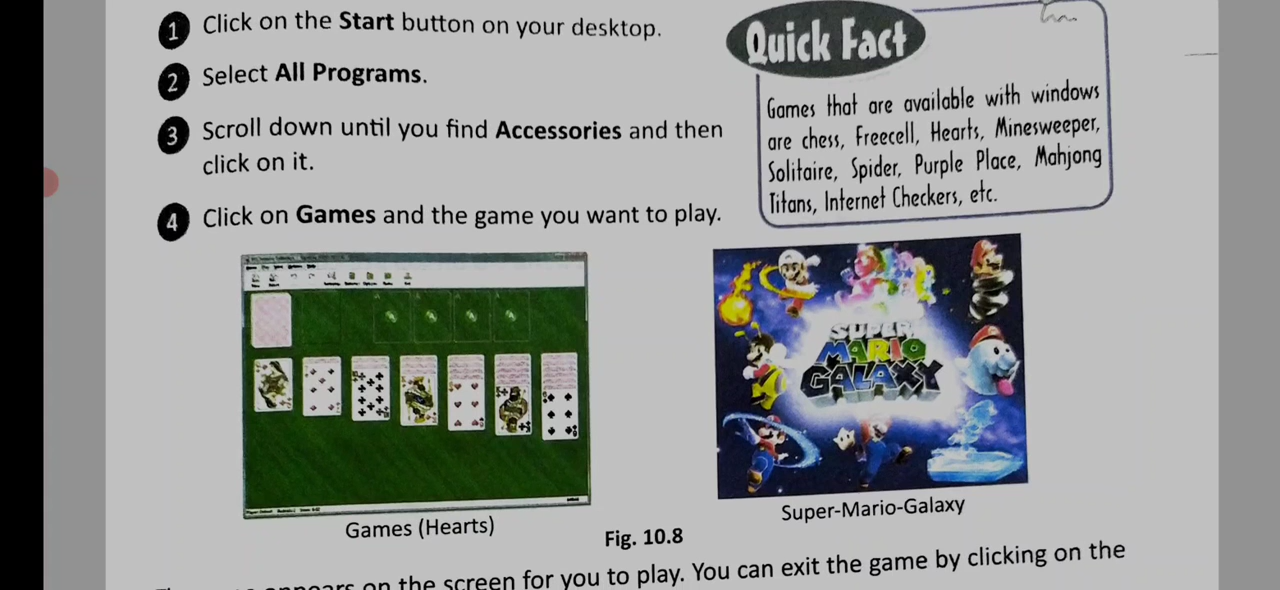 1 Click on the Start button on your desktop.
2 Select All Programs.
3 Scroll down until you find Accessories and then
click on it.
4 Click on Games and the game you want to play.
Quick Fact
Games that are available with windows
are chess, Freecell, Hearts, Minesweeper,
Solitaire, Spider, Purple Place, Mahjong
Titans, Internet Checkers, etc.
SUPER
MARIO
GALAXY
Games (Hearts)
Super-Mario-Galaxy
Fig. 10.8
on the screen for you to play. You can exit the game by clicking on the